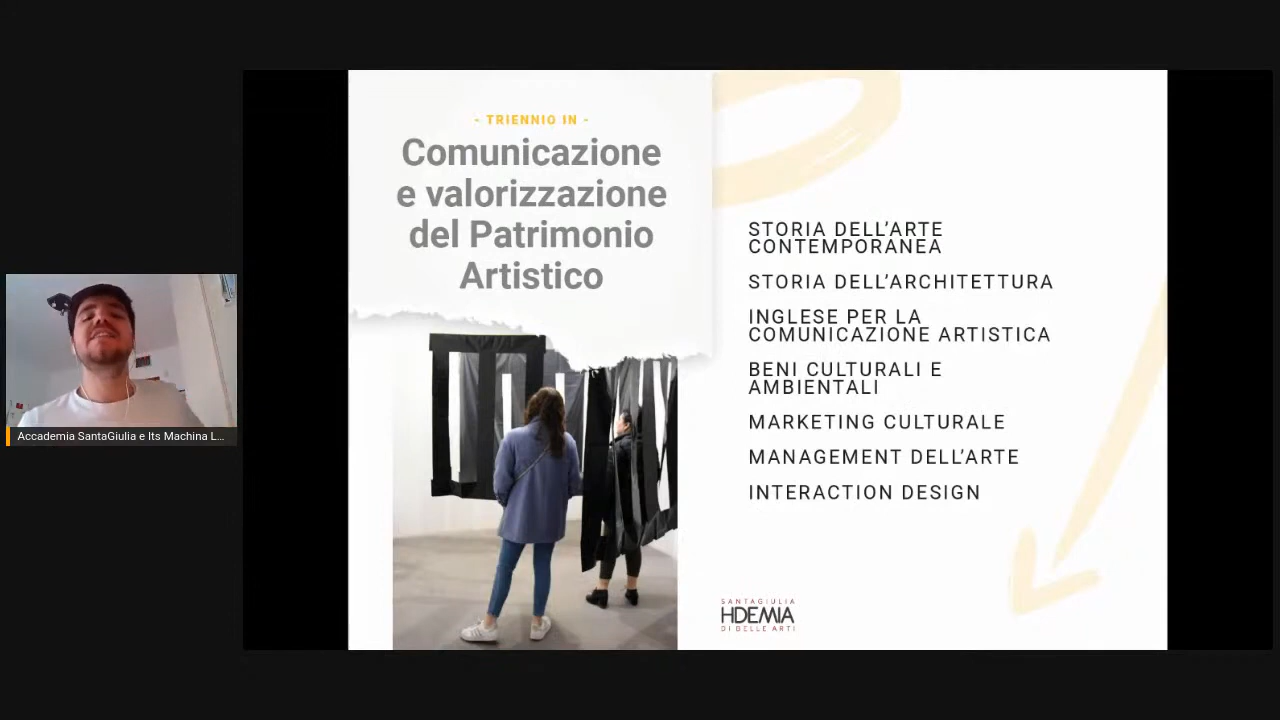 - TRIENNIO IN -
Comunicazione
e valorizzazione
del Patrimonio
Artistico
STORIA DELL'ARTE
CONTEMPORANEA
STORIA DELL'ARCHITETTURA
INGLESE PER LA
COMUNICAZIONE ARTISTICA
BENI CULTURALI E
AMBIENTALI
MARKETING CULTURALE
MANAGEMENT DELL'ARTE
INTERACTION DESIGN
SANTAGIULIA
HDEMIA
DI BELLE ARTI
Accademia SantaGiulia e Its Machina L...